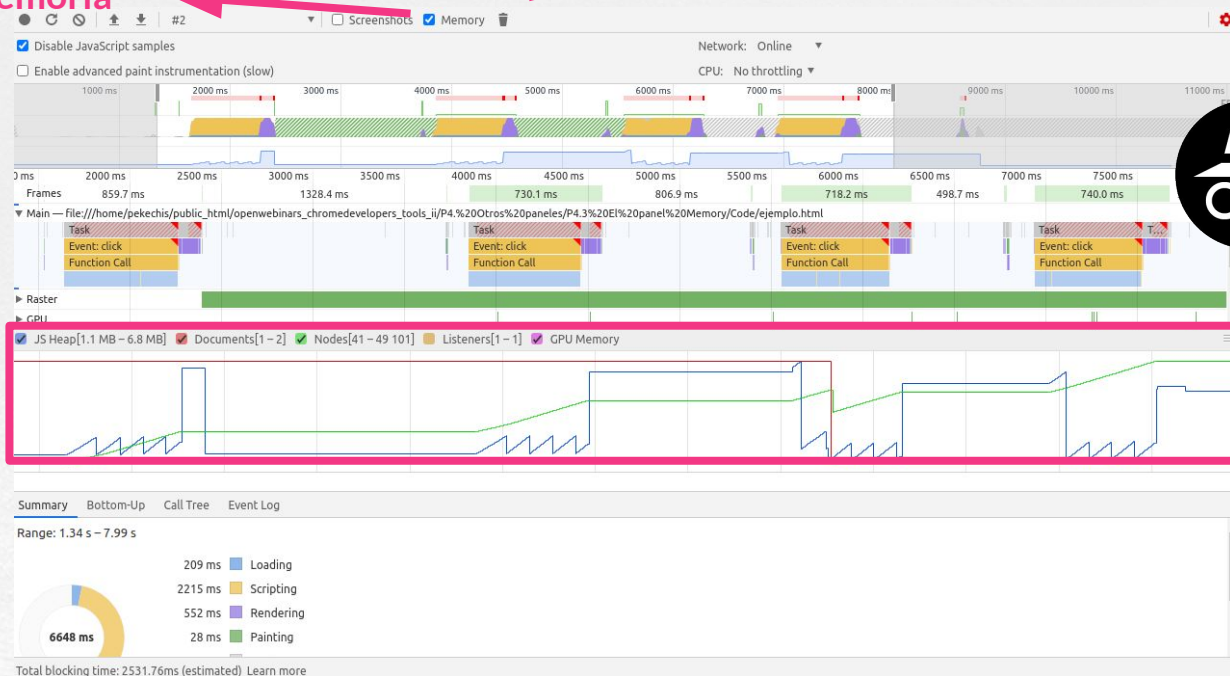 #2 Screenshots Memory
Disable JavaScript samples Network: Online
Enable advanced paint instrumentation (slow) CPU: No throttling
1000 ms 2000 ms 3000 ms 4000 ms 5000 ms 6000 ms 7000 ms 8000 ms 9000 ms 10000 ms 11000 ms
0 ms 2000 ms 2500 ms 3000 ms 3500 ms 4000 ms 4500 ms 5000 ms 5500 ms 6000 ms 6500 ms 7000 ms 7500 ms
Frames 859.7 ms 1328.4 ms 730.1 ms 806.9 ms 718.2 ms 498.7 ms 740.0 ms
Main — file:///home/pekechis/public_html/openwebinars_chromedevelopers_tools_ii/P4.%20Otros%20paneles/P4.3%20El%20panel%20Memory/Code/ejemplo.html
Task Task Task Task T...
Event: click Event: click Event: click Event: click
Function Call Function Call Function Call Function Call
Raster
GPU
JS Heap[1.1 MB – 6.8 MB] Documents[1 – 2] Nodes[41 – 49 101] Listeners[1 – 1] GPU Memory
Summary Bottom-Up Call Tree Event Log
Range: 1.34 s – 7.99 s
209 ms Loading
2215 ms Scripting
552 ms Rendering
6648 ms 28 ms Painting
Total blocking time: 2531.76ms (estimated) Learn more